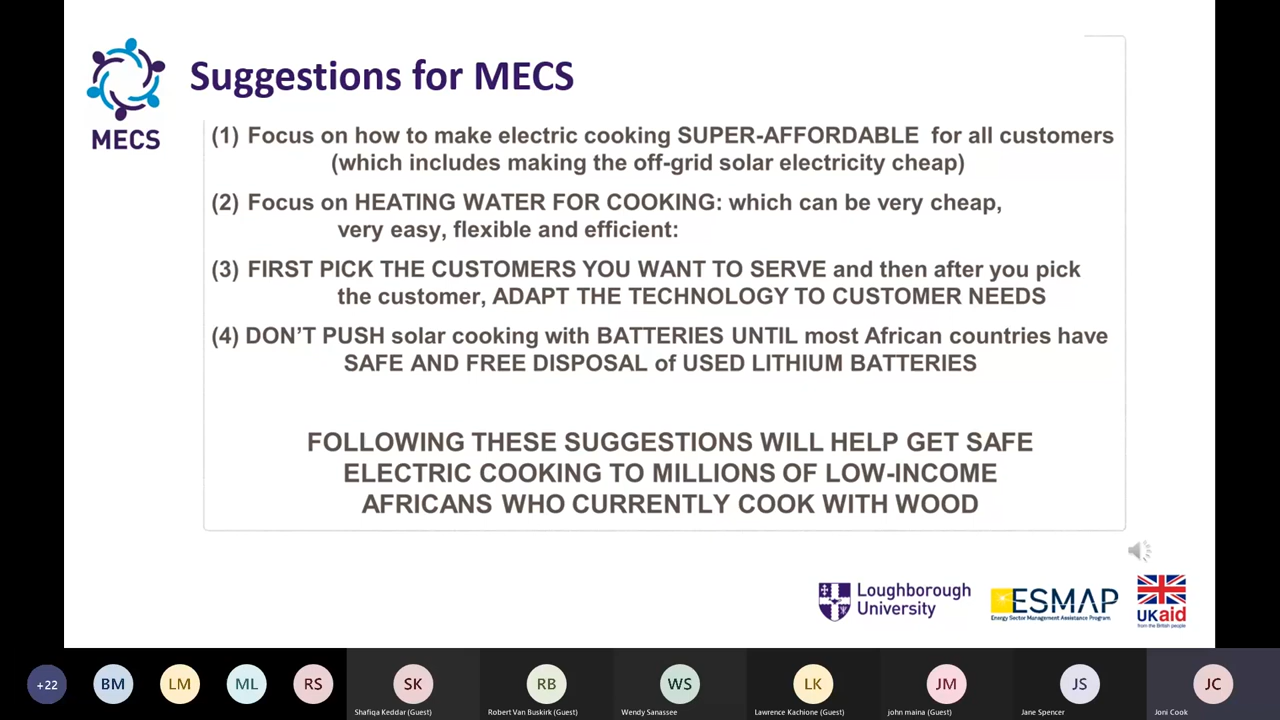 MECS
Suggestions for MECS
(1) Focus on how to make electric cooking SUPER-AFFORDABLE for all customers
(which includes making the off-grid solar electricity cheap)
(2) Focus on HEATING WATER FOR COOKING: which can be very cheap,
very easy, flexible and efficient:
(3) FIRST PICK THE CUSTOMERS YOU WANT TO SERVE and then after you pick
the customer, ADAPT THE TECHNOLOGY TO CUSTOMER NEEDS
(4) DON'T PUSH solar cooking with BATTERIES UNTIL most African countries have
SAFE AND FREE DISPOSAL of USED LITHIUM BATTERIES
FOLLOWING THESE SUGGESTIONS WILL HELP GET SAFE
ELECTRIC COOKING TO MILLIONS OF LOW-INCOME
AFRICANS WHO CURRENTLY COOK WITH WOOD
Loughborough
University
ESMAP
Energy Sector Management Assistance Program
UKaid
from the British people
+22
BM
LM
ML
RS
SK
RB
WS
LK
JM
JS
JC
Shafiqa Keddar (Guest)
Robert Van Buskirk (Guest)
Wendy Sanassee
Lawrence Kachione (Guest)
john maina (Guest)
Jane Spencer
Joni Cook